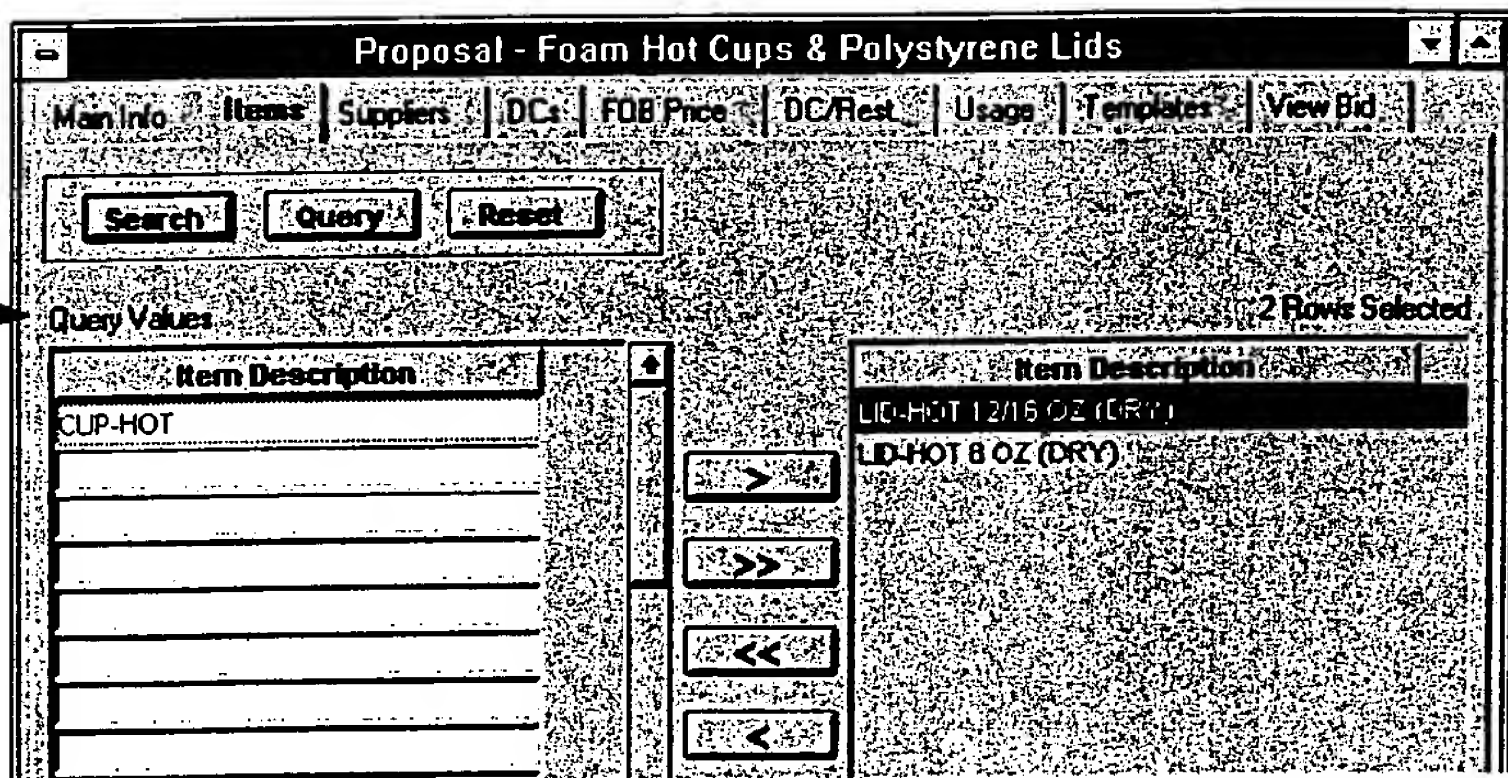 Proposal - Foam Hot Cups & Polystyrene Lids
Main Info Items Suppliers DCs FOB Price DC/Rest. Usage Templates View Bid
Search Query Reset
Query Values 2 Rows Selected
Item Description Item Description
CUP-HOT LID-HOT 12/16 OZ (DRY)
LID-HOT 8 OZ (DRY)
>
>>
<<
<